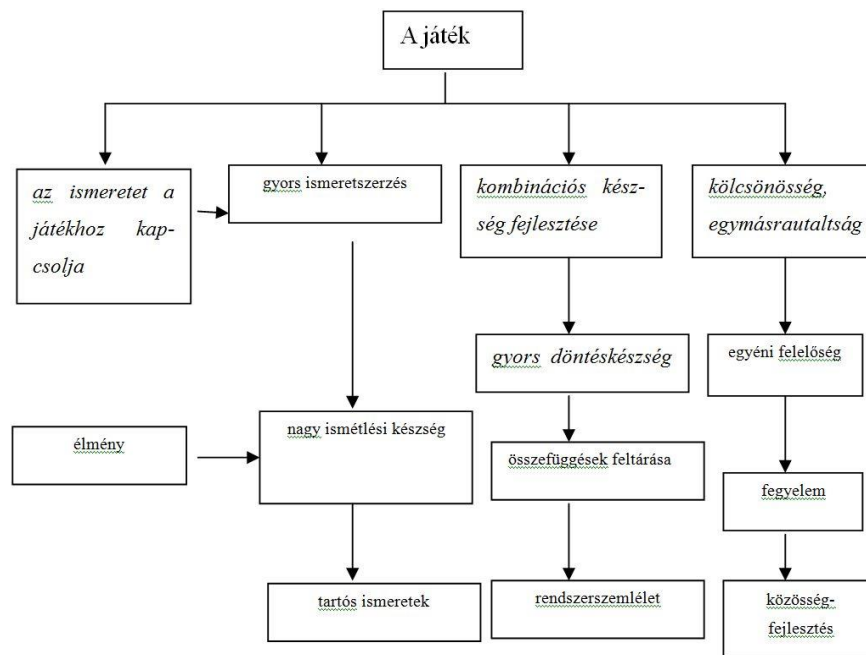 A játék
az ismeretet a
játékhoz kap-
csolja
gyors ismeretszerzés
kombinációs kész-
ség fejlesztése
kölcsönösség,
egymásrautaltság
gyors döntéskészség
egyéni felelőség
élmény
nagy ismétlési készség
összefüggések feltárása
fegyelem
tartós ismeretek
rendszerszemlélet
közösség-
fejlesztés